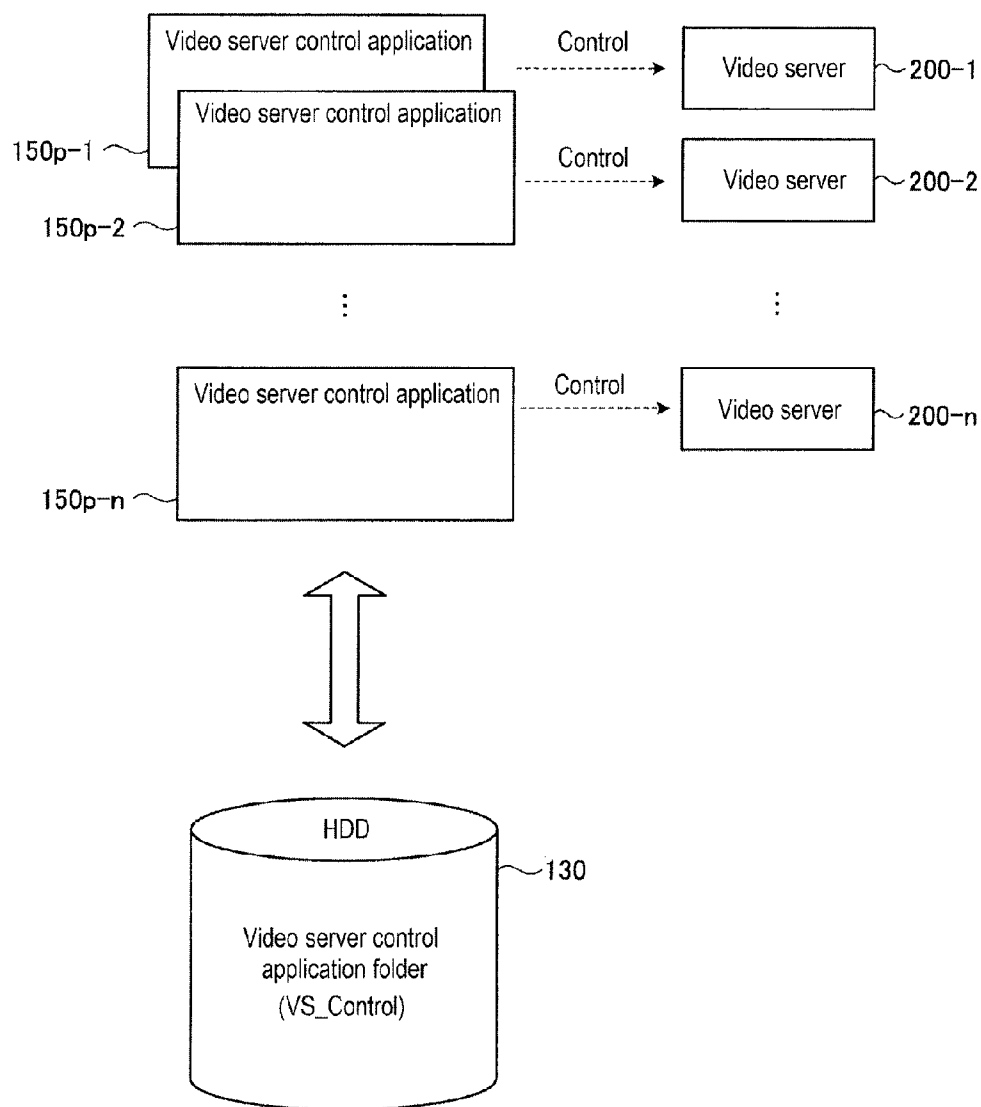 Video server control application
Control
Video server
200-1
Video server control application
150p-1
Control
Video server
200-2
150p-2
⋮
⋮
Video server control application
Control
Video server
200-n
150p-n
HDD
130
Video server control
application folder
(VS_Control)